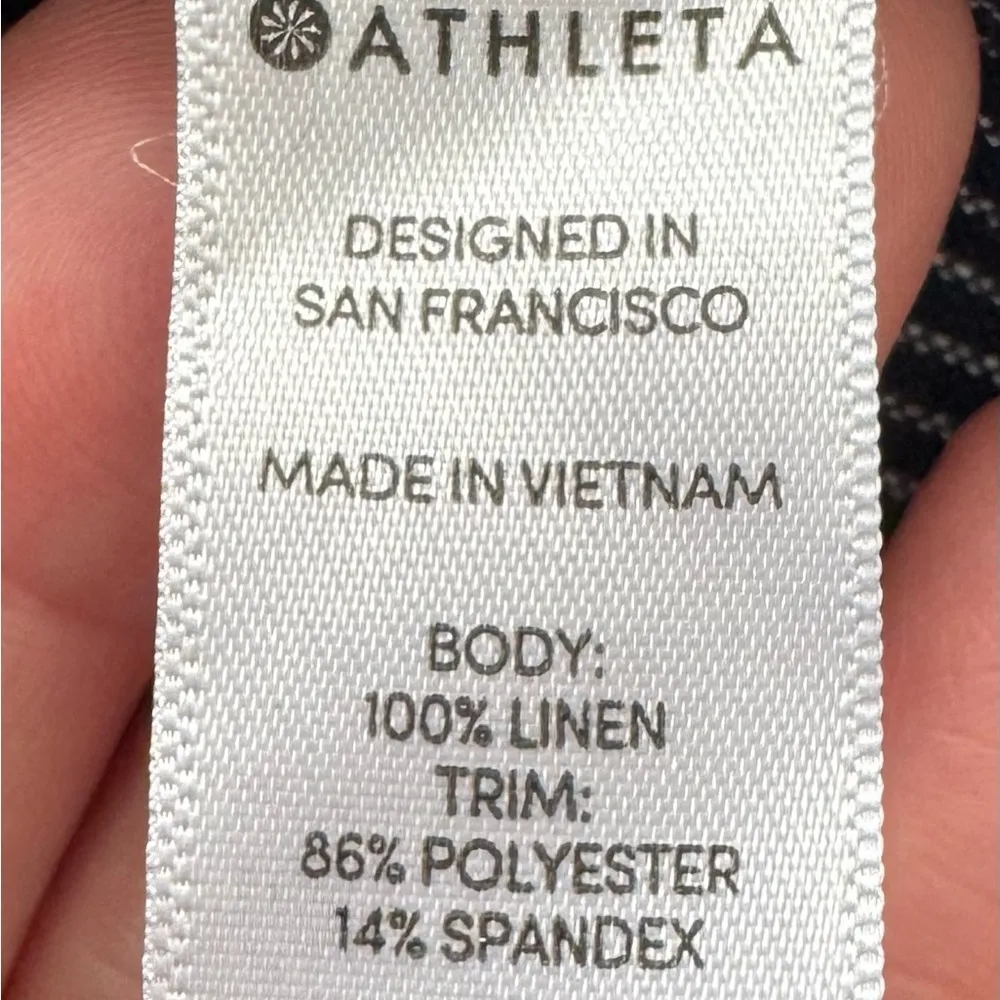 ATHLETA
DESIGNED IN
SAN FRANCISCO
MADE IN VIETNAM
BODY:
100% LINEN
TRIM:
86% POLYESTER
14% SPANDEX